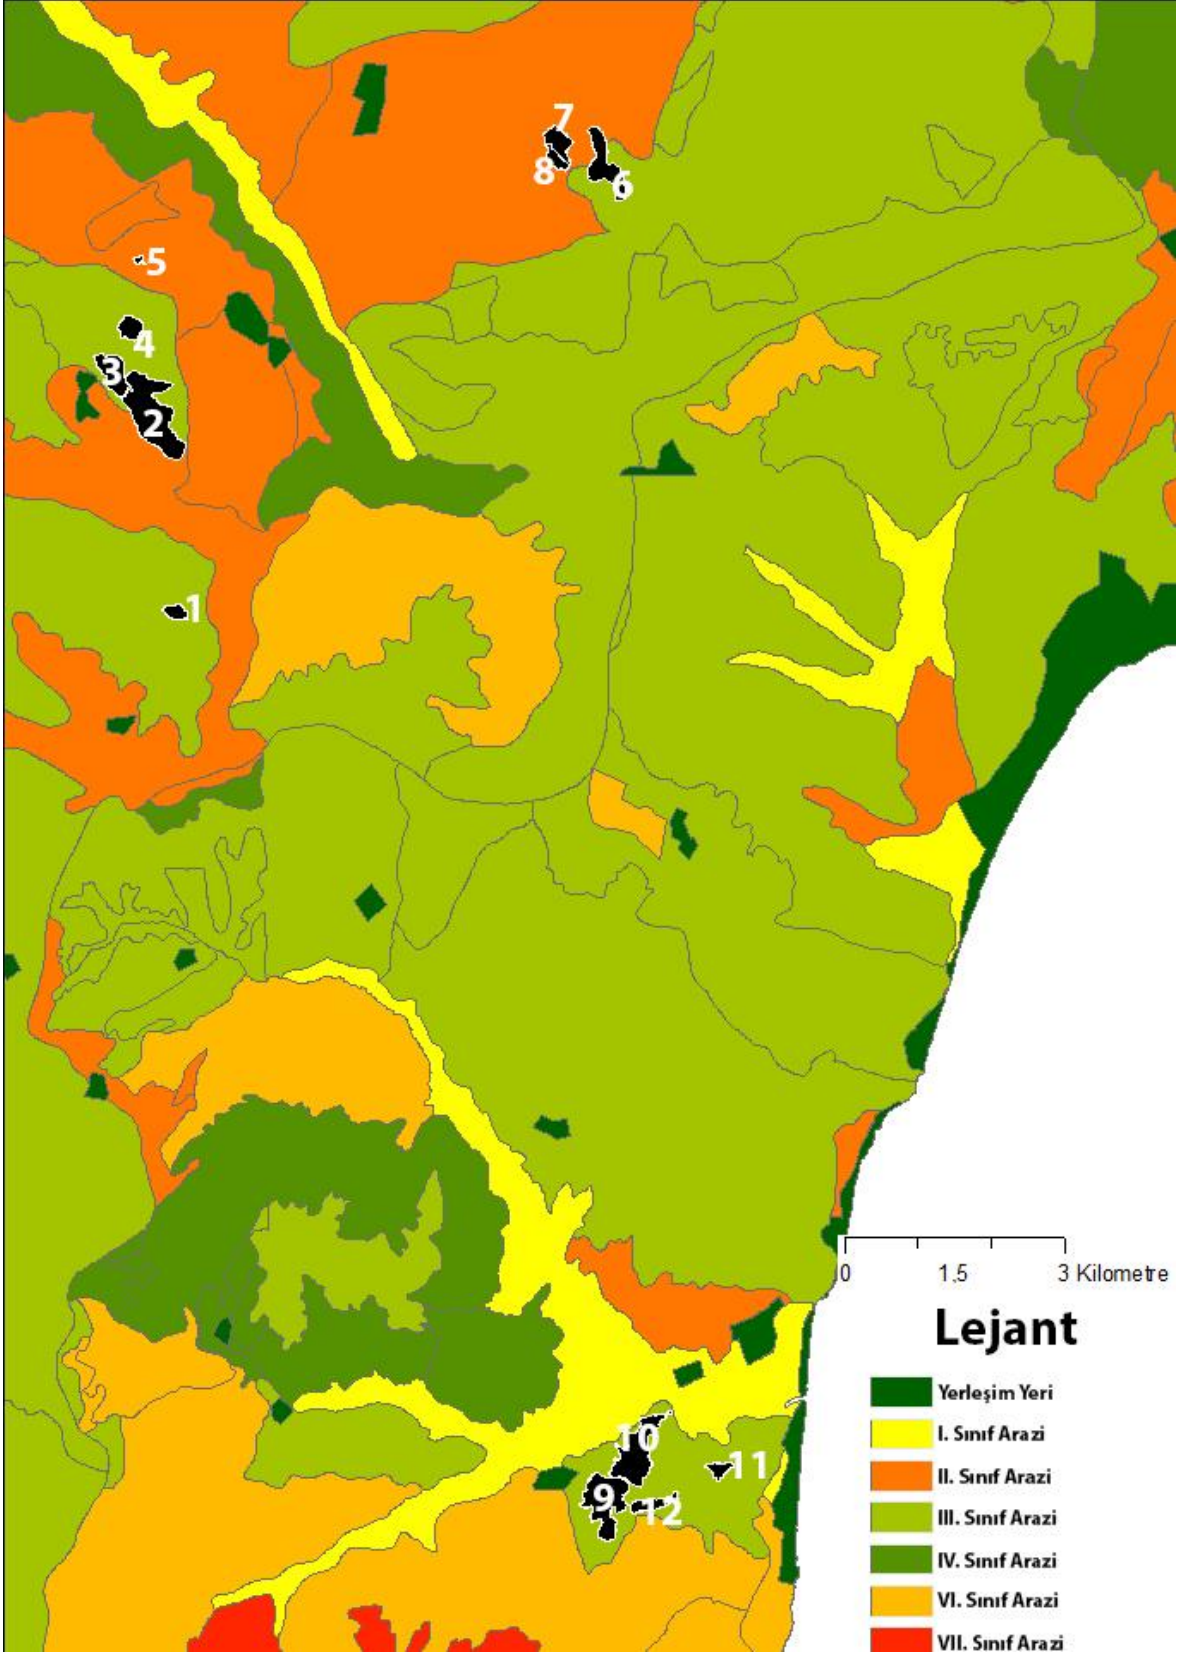 7
8
6
5
4
3
2
1
0 1,5 3 Kilometre
Lejant
Yerleşim Yeri
I. Sınıf Arazi
II. Sınıf Arazi
III. Sınıf Arazi
IV. Sınıf Arazi
VI. Sınıf Arazi
VII. Sınıf Arazi
10
11
9
12